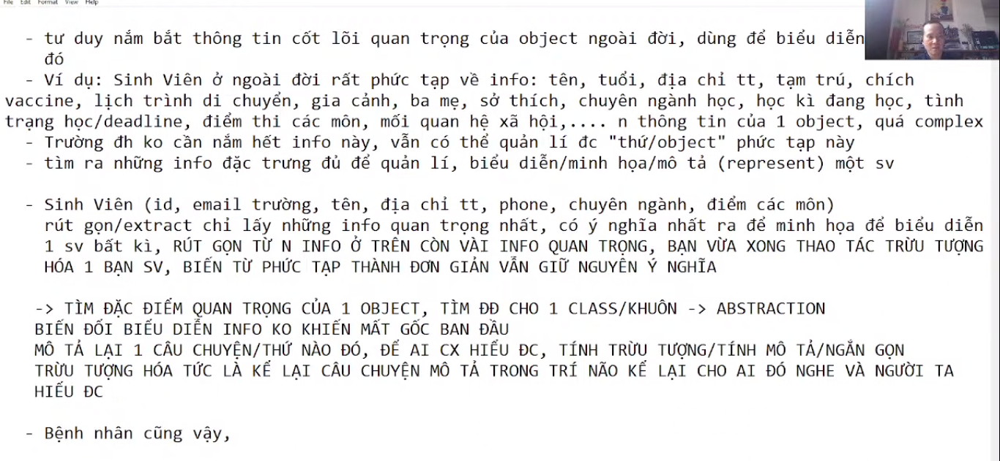 File Edit Format View Help
- tư duy nắm bắt thông tin cốt lõi quan trọng của object ngoài đời, dùng để biểu diễn
đó
- Ví dụ: Sinh Viên ở ngoài đời rất phức tạp về info: tên, tuổi, địa chỉ tt, tạm trú, chích
vaccine, lịch trình di chuyển, gia cảnh, ba mẹ, sở thích, chuyên ngành học, học kì đang học, tình
trạng học/deadline, điểm thi các môn, mối quan hệ xã hội,.... n thông tin của 1 object, quá complex
- Trường đh ko cần nắm hết info này, vẫn có thể quản lí đc "thứ/object" phức tạp này
- tìm ra những info đặc trưng đủ để quản lí, biểu diễn/minh họa/mô tả (represent) một sv
- Sinh Viên (id, email trường, tên, địa chỉ tt, phone, chuyên ngành, điểm các môn)
rút gọn/extract chỉ lấy những info quan trọng nhất, có ý nghĩa nhất ra để minh họa để biểu diễn
1 sv bất kì, RÚT GỌN TỪ N INFO Ở TRÊN CÒN VÀI INFO QUAN TRỌNG, BẠN VỪA XONG THAO TÁC TRỪU TƯỢNG
HÓA 1 BẠN SV, BIẾN TỪ PHỨC TẠP THÀNH ĐƠN GIẢN VẪN GIỮ NGUYÊN Ý NGHĨA
-> TÌM ĐẶC ĐIỂM QUAN TRỌNG CỦA 1 OBJECT, TÌM ĐĐ CHO 1 CLASS/KHUÔN -> ABSTRACTION
BIẾN ĐỔI BIỂU DIỄN INFO KO KHIẾN MẤT GỐC BAN ĐẦU
MÔ TẢ LẠI 1 CÂU CHUYỆN/THỨ NÀO ĐÓ, ĐỂ AI CX HIỂU ĐC, TÍNH TRỪU TƯỢNG/TÍNH MÔ TẢ/NGẮN GỌN
TRỪU TƯỢNG HÓA TỨC LÀ KỂ LẠI CÂU CHUYỆN MÔ TẢ TRONG TRÍ NÃO KỂ LẠI CHO AI ĐÓ NGHE VÀ NGƯỜI TA
HIỂU ĐC
- Bệnh nhân cũng vậy,